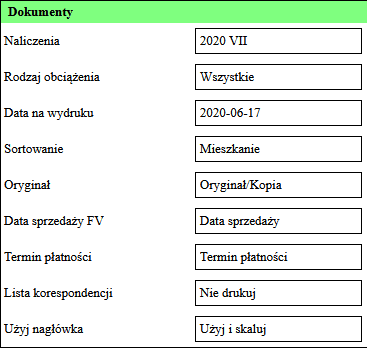 Dokumenty
Naliczenia 2020 VII
Rodzaj obciążenia Wszystkie
Data na wydruku 2020-06-17
Sortowanie Mieszkanie
Oryginał Oryginał/Kopia
Data sprzedaży FV Data sprzedaży
Termin płatności Termin płatności
Lista korespondencji Nie drukuj
Użyj nagłówka Użyj i skaluj